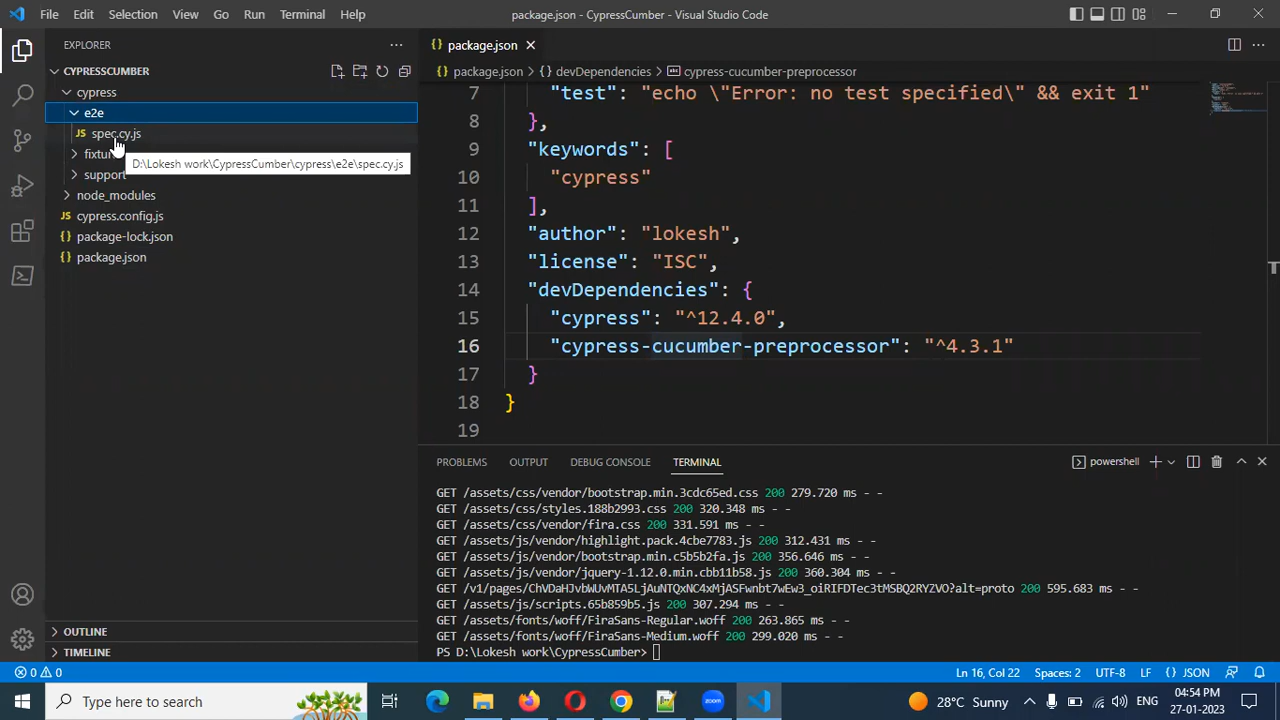 File Edit Selection View Go Run Terminal Help
package.json - CypressCumber - Visual Studio Code
EXPLORER
CYPRESSCUMBER
cypress
e2e
JS spec.cy.js
D:\Lokesh work\CypressCumber\cypress\e2e\spec.cy.js
support
node_modules
JS cypress.config.js
{} package-lock.json
{} package.json
OUTLINE
TIMELINE
{} package.json
{} package.json > {} devDependencies > cypress-cucumber-preprocessor
7 "test": "echo \"Error: no test specified\" && exit 1"
8 },
9 "keywords": [
10 "cypress"
11 ],
12 "author": "lokesh",
13 "license": "ISC",
14 "devDependencies": {
15 "cypress": "^12.4.0",
16 "cypress-cucumber-preprocessor": "^4.3.1"
17 }
18 }
19
PROBLEMS OUTPUT DEBUG CONSOLE TERMINAL powershell
GET /assets/css/vendor/bootstrap.min.3cdc65ed.css 200 279.720 ms - -
GET /assets/css/styles.188b2993.css 200 320.348 ms - -
GET /assets/css/vendor/fira.css 200 331.591 ms - -
GET /assets/js/vendor/highlight.pack.4cbe7783.js 200 312.431 ms - -
GET /assets/js/vendor/bootstrap.min.c5b5b2fa.js 200 356.646 ms - -
GET /assets/js/vendor/jquery-1.12.0.min.cbb11b58.js 200 360.304 ms - -
GET /v1/pages/ChVDaHJvbWUvMTA5LjAuNTQxNC4xMjASFwnbt7wEw3_oiRIFDTec3tMSBQ2RYZVO?alt=proto 200 595.683 ms - -
GET /assets/js/scripts.65b859b5.js 200 307.294 ms - -
GET /assets/fonts/woff/FiraSans-Regular.woff 200 263.865 ms - -
GET /assets/fonts/woff/FiraSans-Medium.woff 200 299.020 ms - -
PS D:\Lokesh work\CypressCumber>
0 0
Ln 16, Col 22 Spaces: 2 UTF-8 LF {} JSON
Type here to search
28°C Sunny
ENG
04:54 PM
27-01-2023